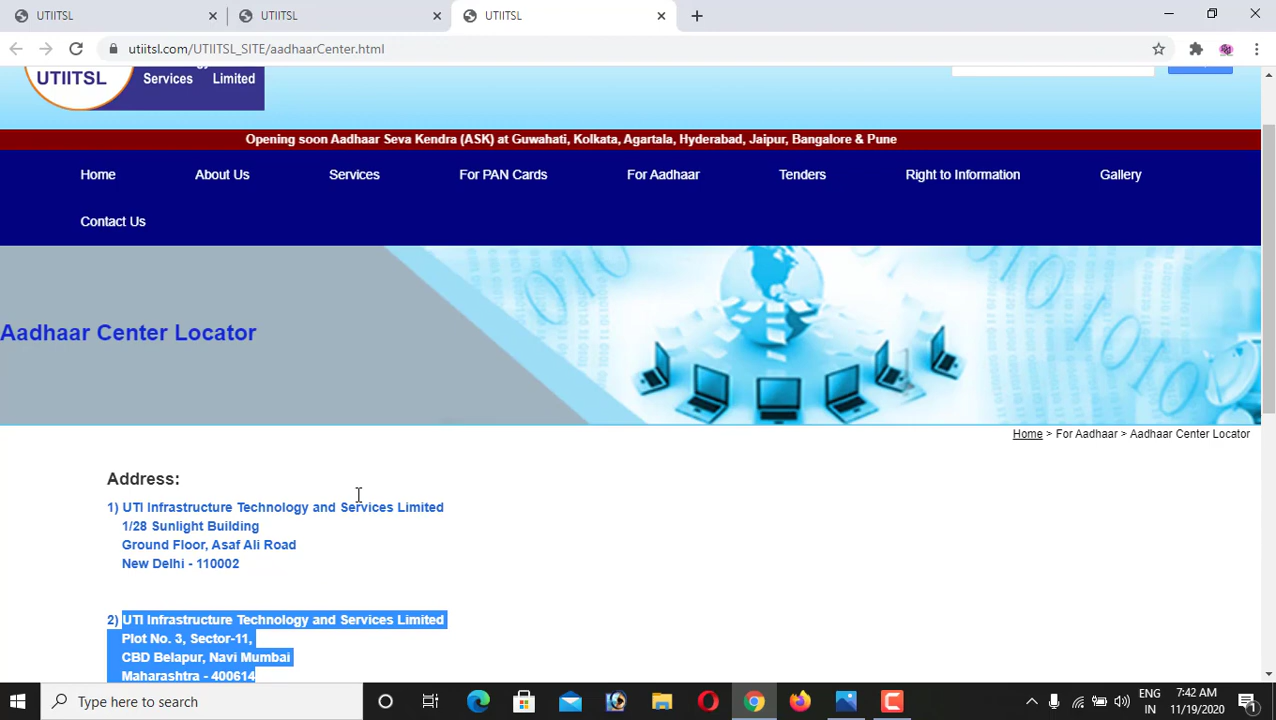 UTIITSL
UTIITSL
UTIITSL
utiitsl.com/UTIITSL_SITE/aadhaarCenter.html
UTIITSL
Services Limited
Opening soon Aadhaar Seva Kendra (ASK) at Guwahati, Kolkata, Agartala, Hyderabad, Jaipur, Bangalore & Pune
Home About Us Services For PAN Cards For Aadhaar Tenders Right to Information Gallery
Contact Us
Aadhaar Center Locator
Home > For Aadhaar > Aadhaar Center Locator
Address:
1) UTI Infrastructure Technology and Services Limited
1/28 Sunlight Building
Ground Floor, Asaf Ali Road
New Delhi - 110002
2) UTI Infrastructure Technology and Services Limited
Plot No. 3, Sector-11,
CBD Belapur, Navi Mumbai
Maharashtra - 400614
Type here to search
ENG 7:42 AM
IN 11/19/2020
1